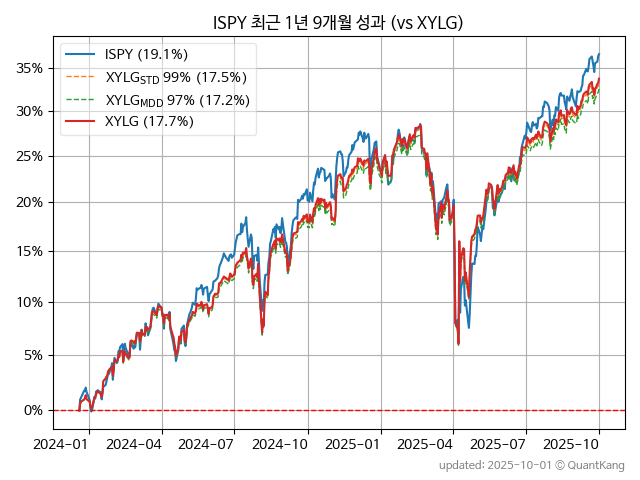 ISPY 최근 1년 9개월 성과 (vs XYLG)
ISPY (19.1%)
XYLG_STD 99% (17.5%)
XYLG_MDD 97% (17.2%)
XYLG (17.7%)
35%
30%
25%
20%
15%
10%
5%
0%
2024-01 2024-04 2024-07 2024-10 2025-01 2025-04 2025-07 2025-10
updated: 2025-10-01 © QuantKang